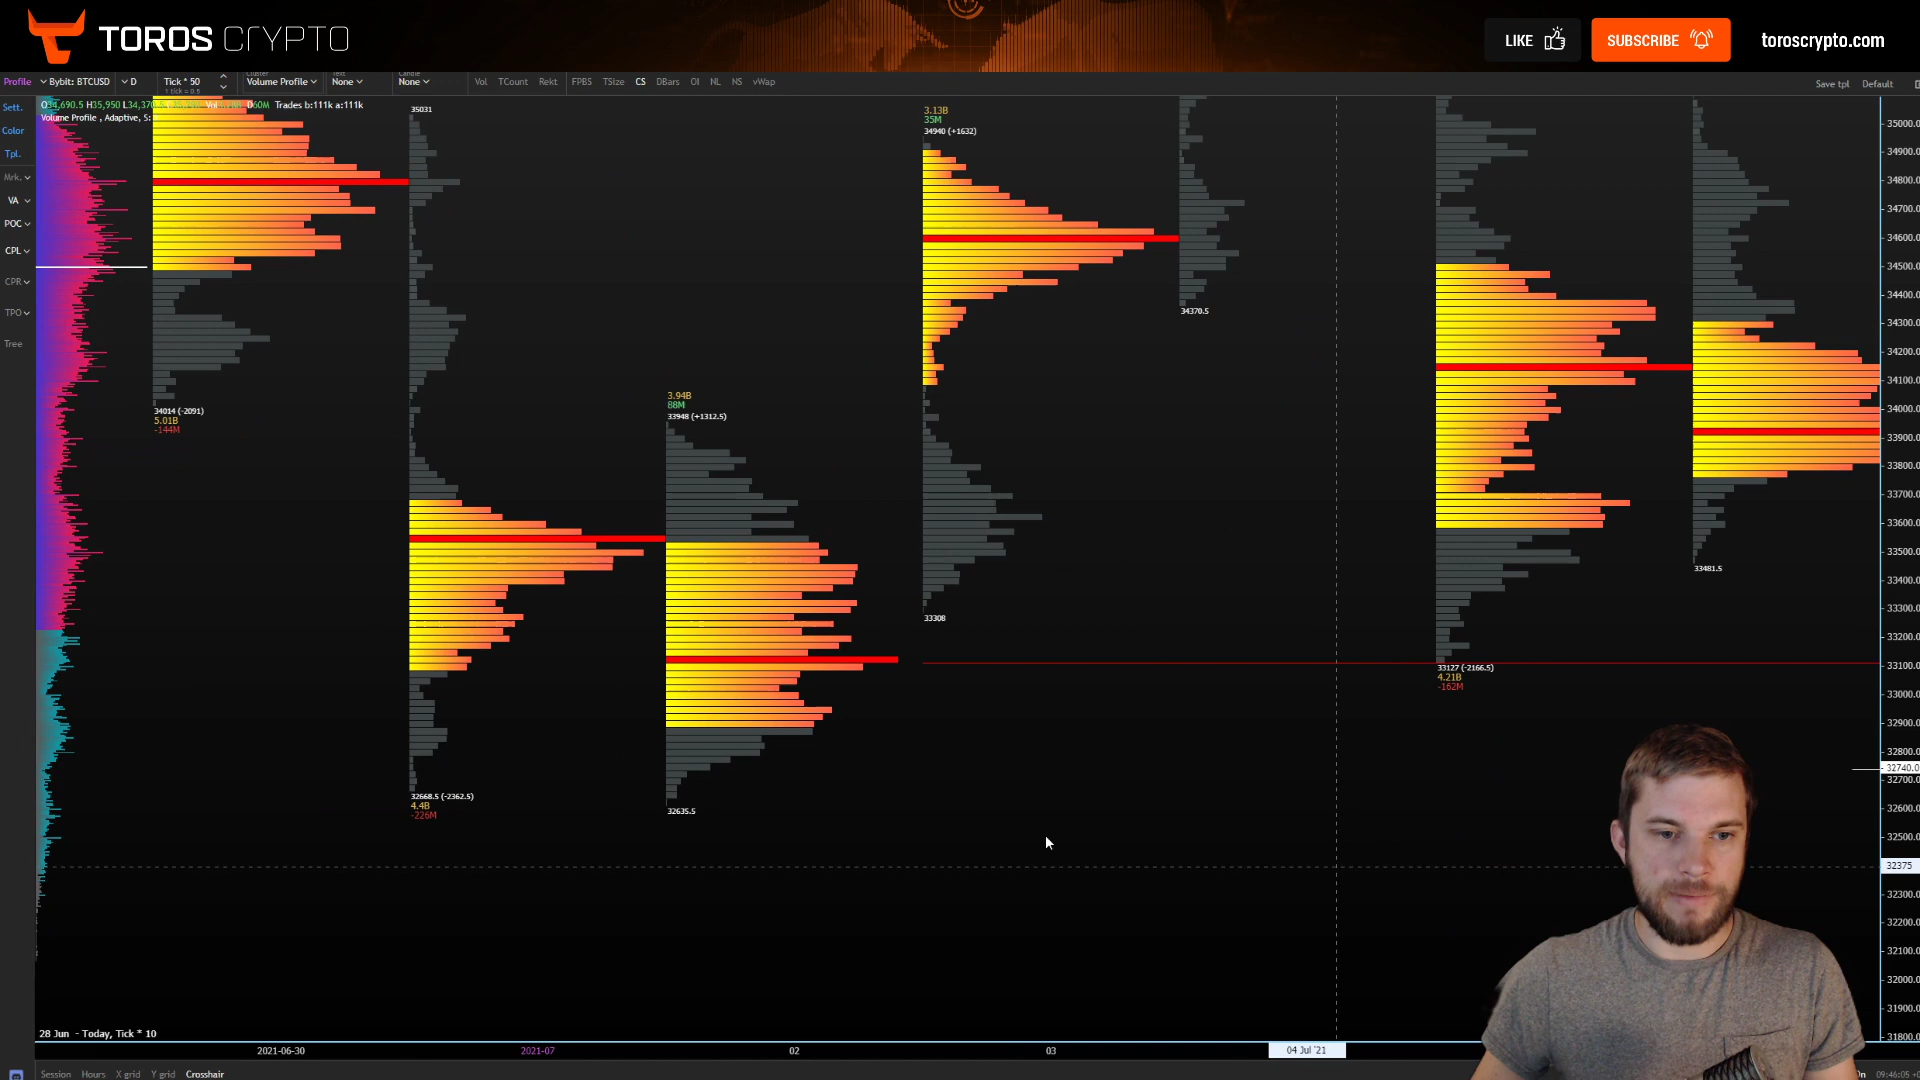 TOROS CRYPTO
LIKE
SUBSCRIBE
toroscrypto.com
Profile
Bybit: BTCUSD
D
Tick * 50
1 tick = 0.5
Volume Profile
None
None
Vol TCount Rekt FPBS TSize CS DBars OI NL NS vWap
Save tpl Default
Sett.
Color
Tpl.
Mrk.
VA
POC
CPL
CPR
TPO
Tree
Trades b:111k a:111k
35031
3.13B
35M
34940 (+1632)
34370.5
34014 (-2091)
5.01B
-144M
3.94B
88M
33948 (+1312.5)
33308
33481.5
33127 (-2166.5)
4.21B
-162M
32668.5 (-2362.5)
4.4B
-226M
32635.5
35000.0
34900.0
34800.0
34700.0
34600.0
34500.0
34400.0
34300.0
34200.0
34100.0
34000.0
33900.0
33800.0
33700.0
33600.0
33500.0
33400.0
33300.0
33200.0
33100.0
33000.0
32900.0
32800.0
32740.0
32700.0
32600.0
32500.0
32375
32300.0
32200.0
32100.0
32000.0
31900.0
31800.0
28 Jun - Today, Tick * 10
2021-06-30
2021-07
02
03
04 Jul '21
Session Hours X grid Y grid Crosshair